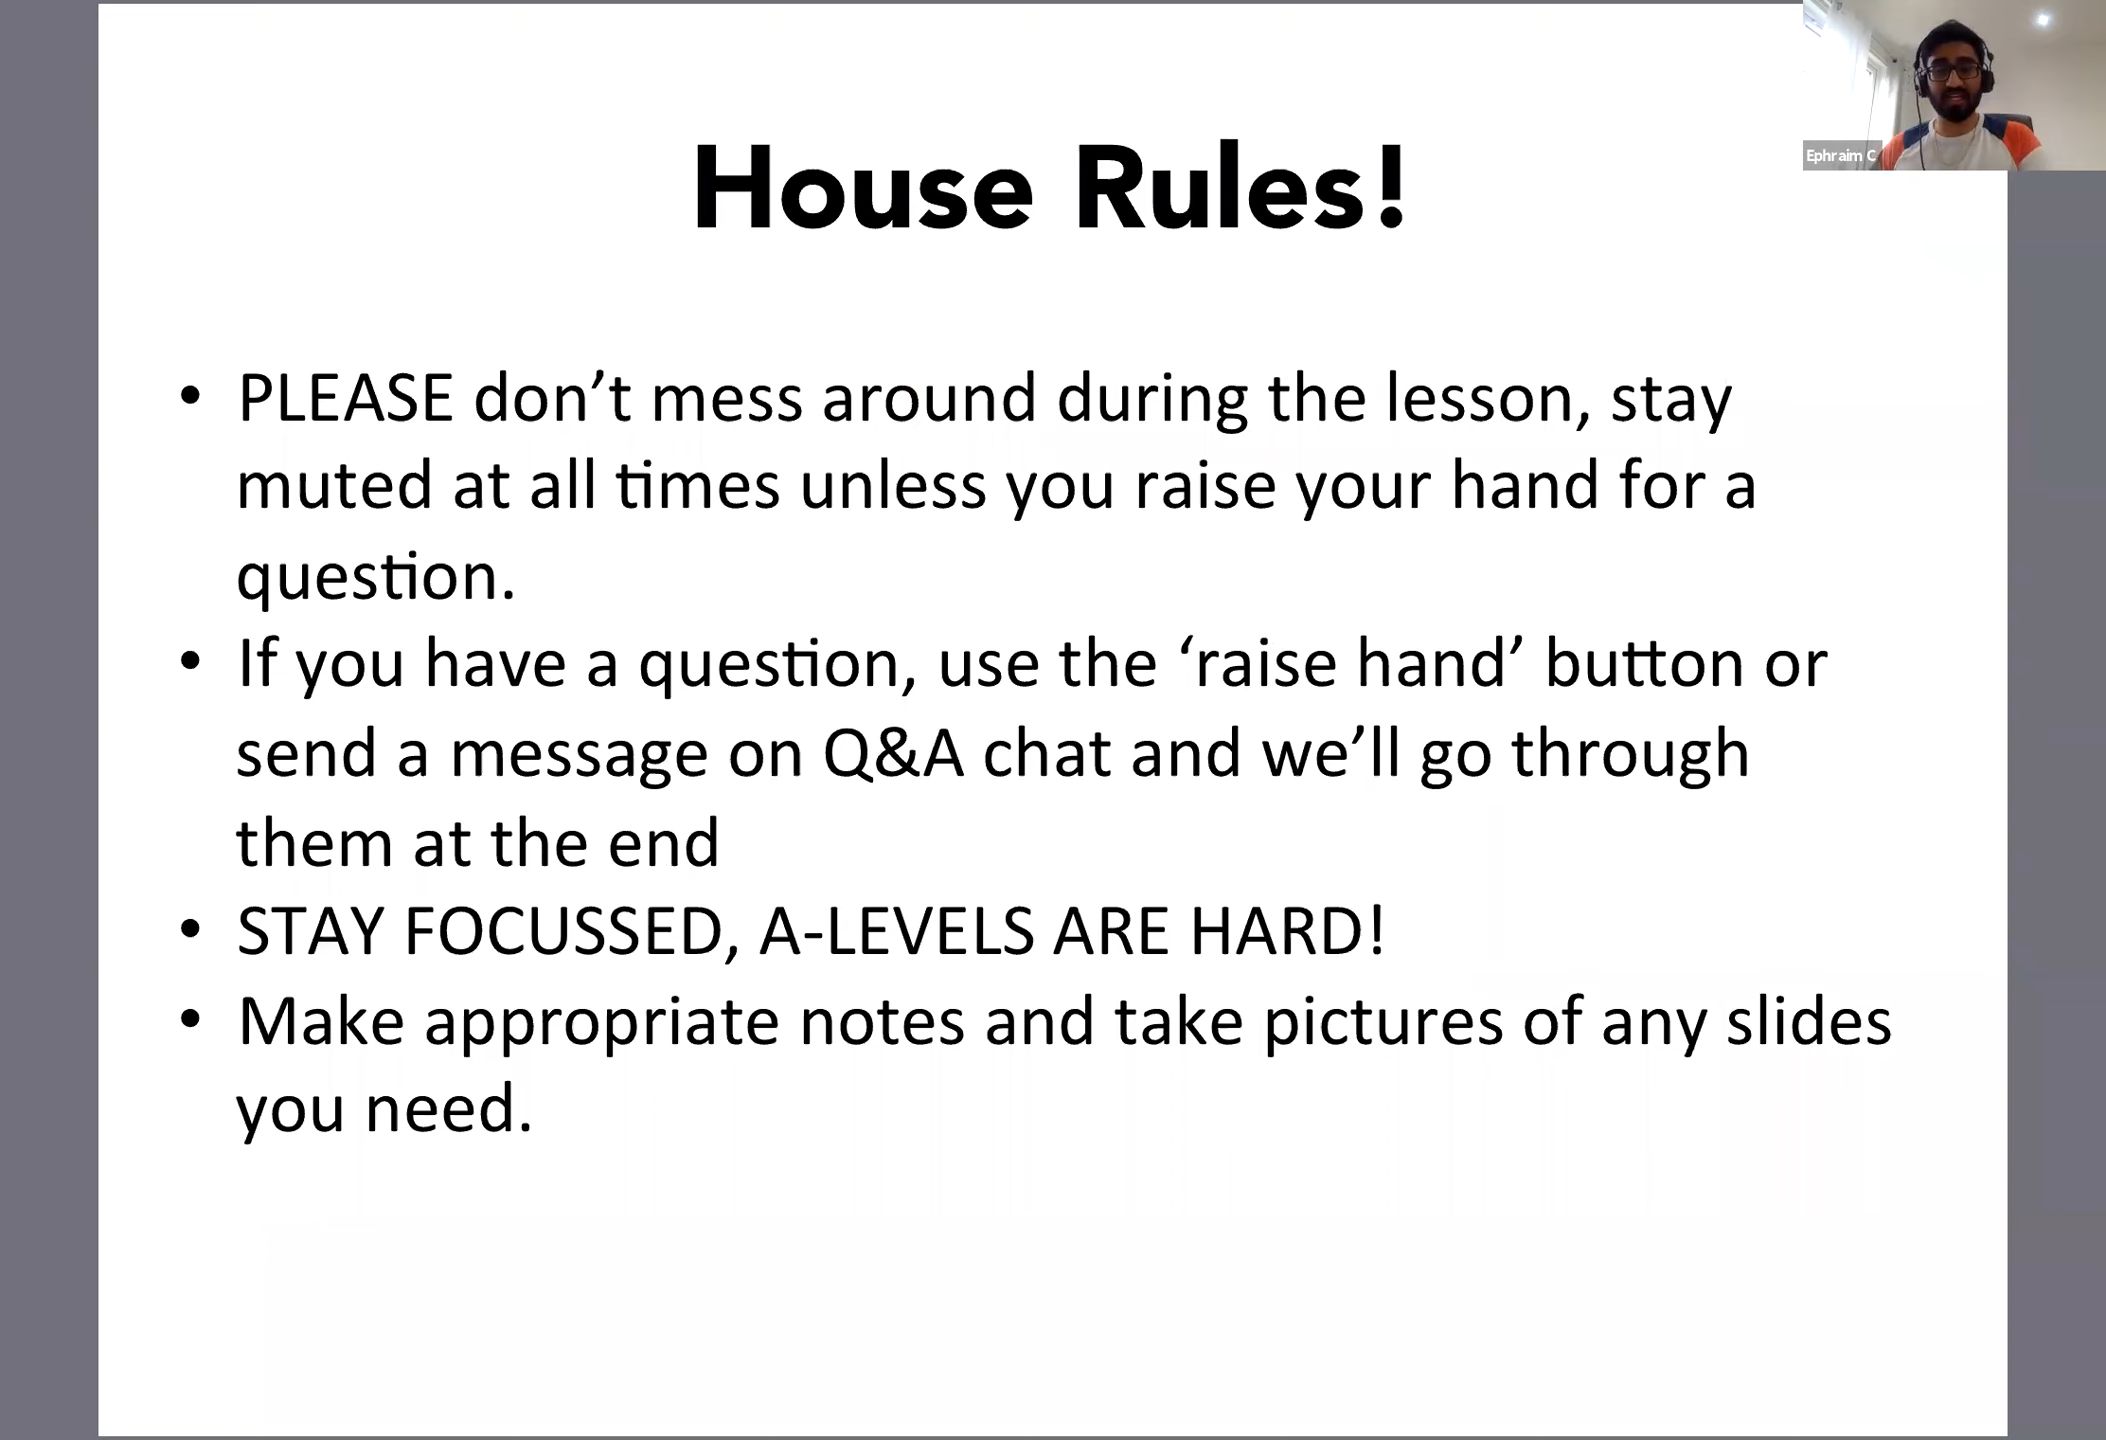 House Rules!
Ephraim C
• PLEASE don’t mess around during the lesson, stay
muted at all times unless you raise your hand for a
question.
• If you have a question, use the ‘raise hand’ button or
send a message on Q&A chat and we’ll go through
them at the end
• STAY FOCUSSED, A-LEVELS ARE HARD!
• Make appropriate notes and take pictures of any slides
you need.